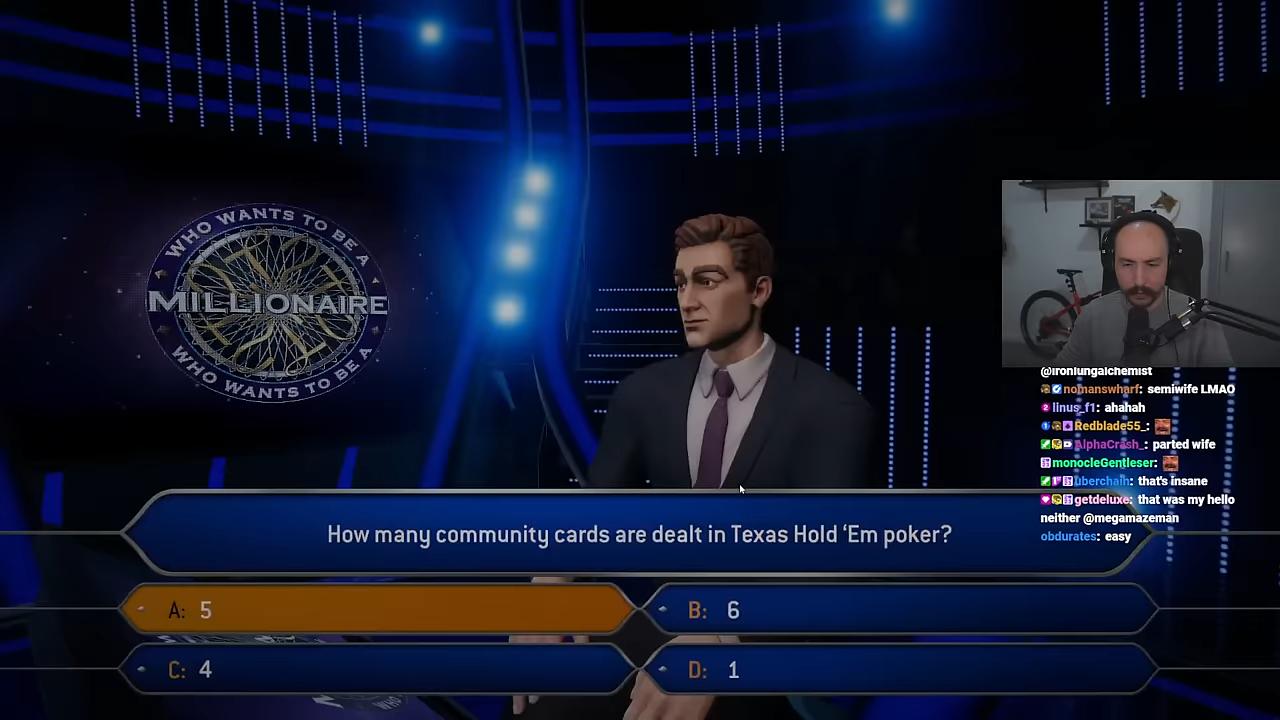 WHO WANTS TO BE A
MILLIONAIRE
WHO WANTS TO BE A
@ironlungalchemist
nomanswharf: semiwife LMAO
linus_f1: ahahah
Redblade55_:
AlphaCrash_: parted wife
monocleGentleser:
uberchain: that's insane
getdeluxe: that was my hello
neither @megamazeman
obdurates: easy
How many community cards are dealt in Texas Hold ‘Em poker?
A: 5
B: 6
C: 4
D: 1